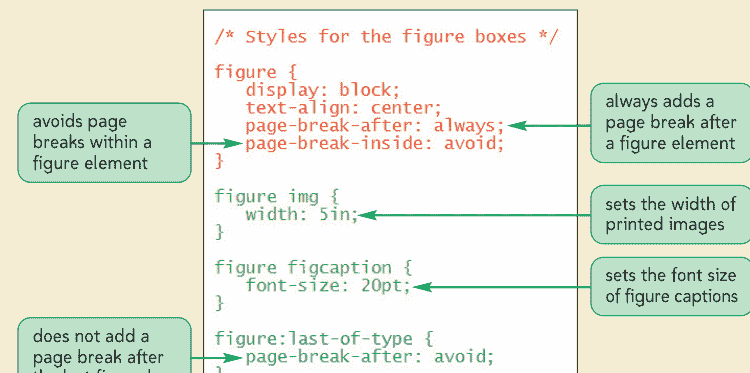 /* Styles for the figure boxes */
figure {
display: block;
text-align: center;
page-break-after: always;
page-break-inside: avoid;
}
figure img {
width: 5in;
}
figure figcaption {
font-size: 20pt;
}
figure:last-of-type {
page-break-after: avoid;
avoids page
breaks within a
figure element
does not add a
page break after
always adds a
page break after
a figure element
sets the width of
printed images
sets the font size
of figure captions